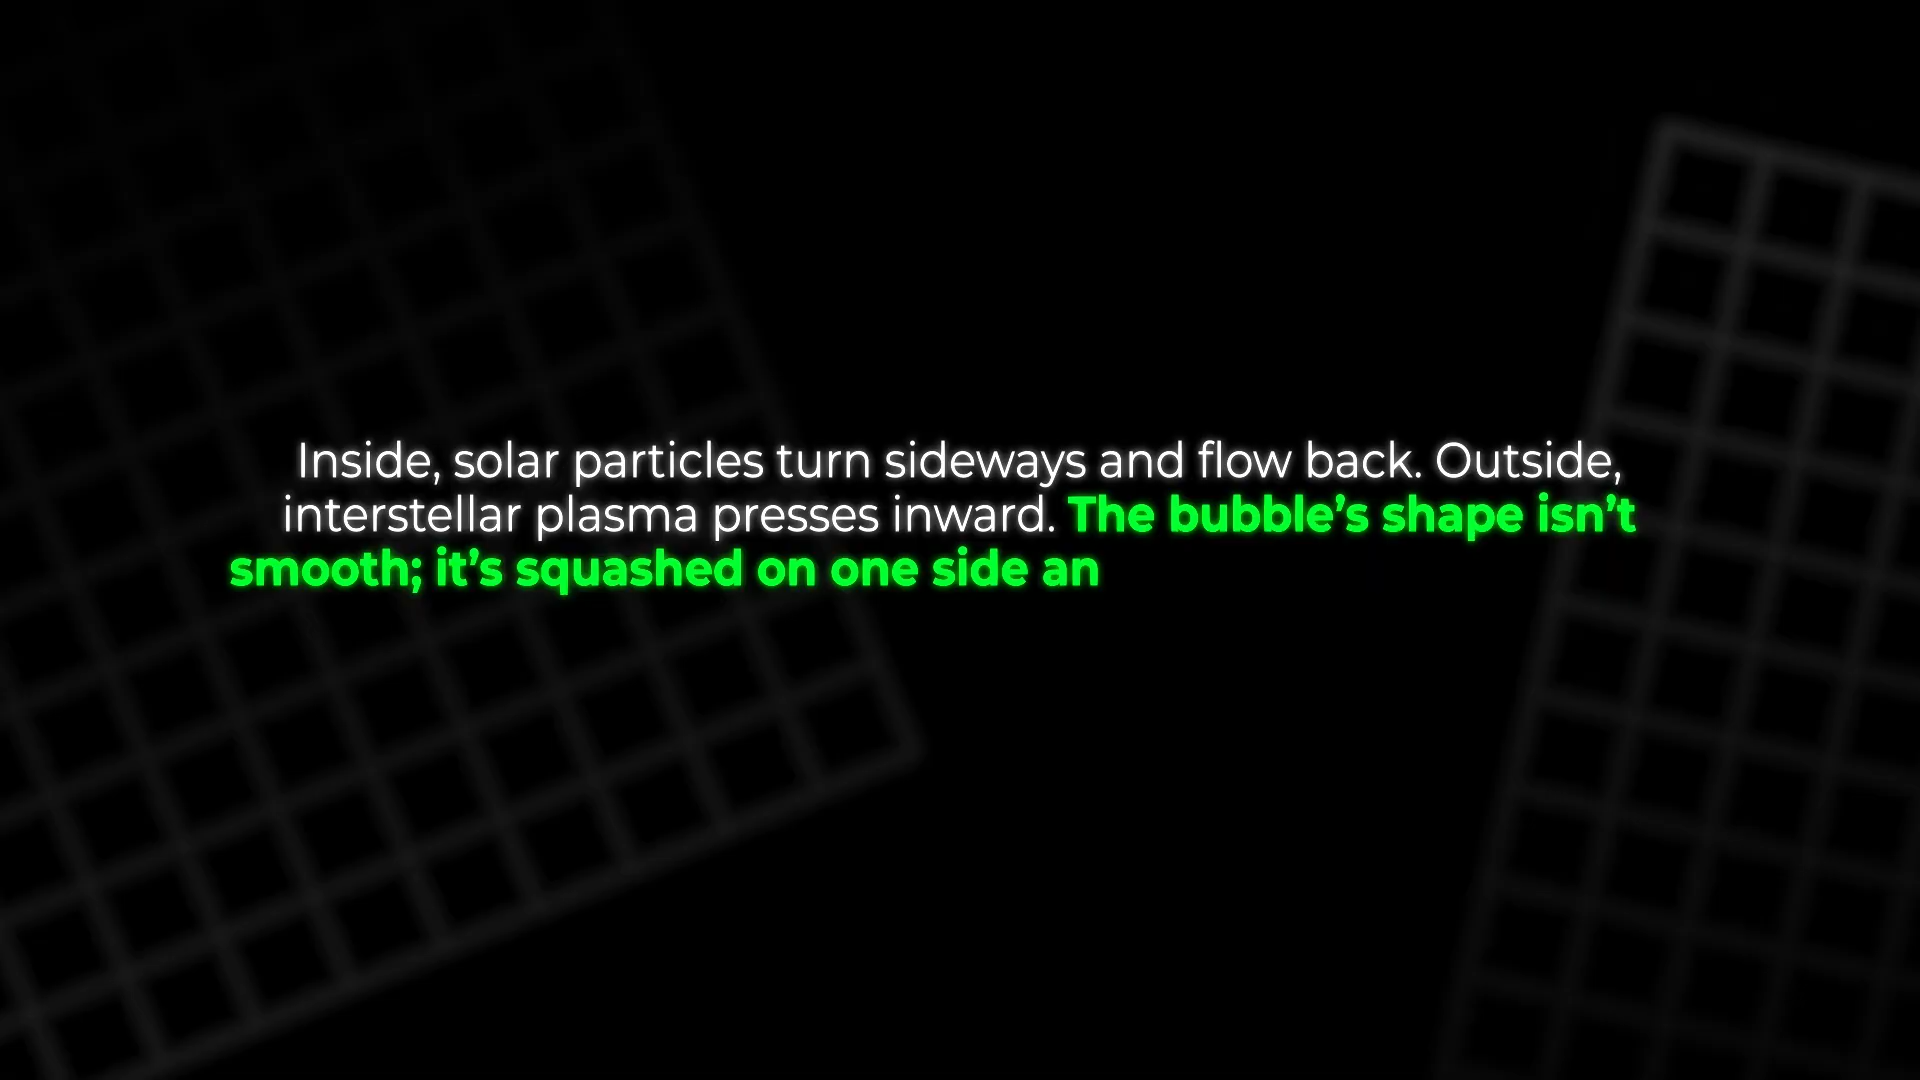 Inside, solar particles turn sideways and flow back. Outside,
interstellar plasma presses inward. The bubble’s shape isn’t
smooth; it’s squashed on one side an